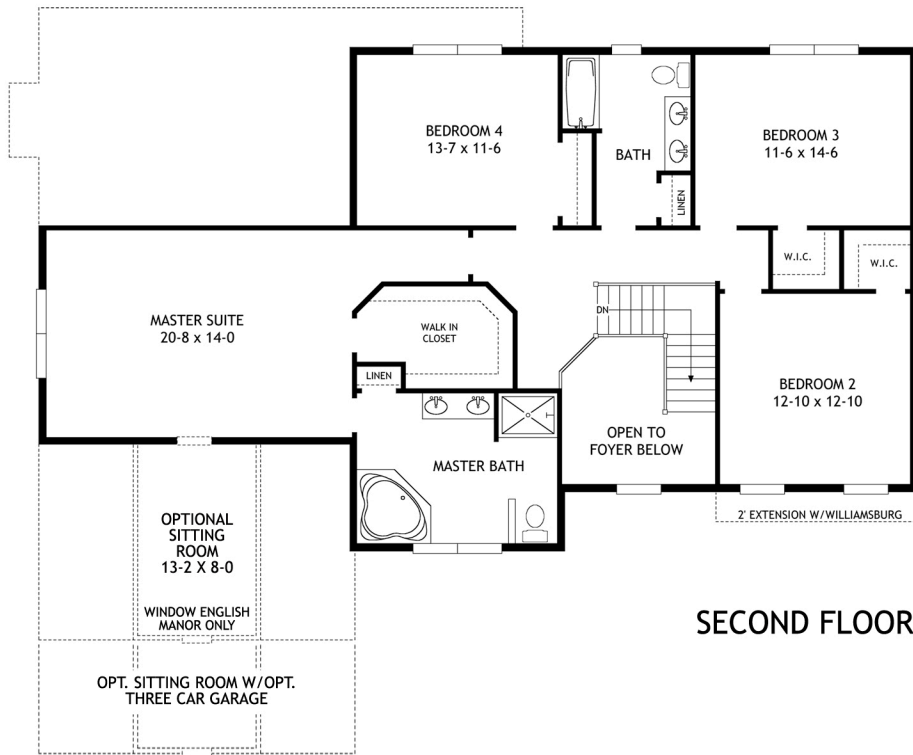 BEDROOM 4
13-7 x 11-6
BATH
LINEN
BEDROOM 3
11-6 x 14-6
W.I.C.
W.I.C.
MASTER SUITE
20-8 x 14-0
WALK IN
CLOSET
LINEN
DN
BEDROOM 2
12-10 x 12-10
OPEN TO
FOYER BELOW
MASTER BATH
OPTIONAL
SITTING
ROOM
13-2 X 8-0
WINDOW ENGLISH
MANOR ONLY
2' EXTENSION W/WILLIAMSBURG
OPT. SITTING ROOM W/OPT.
THREE CAR GARAGE
SECOND FLOOR